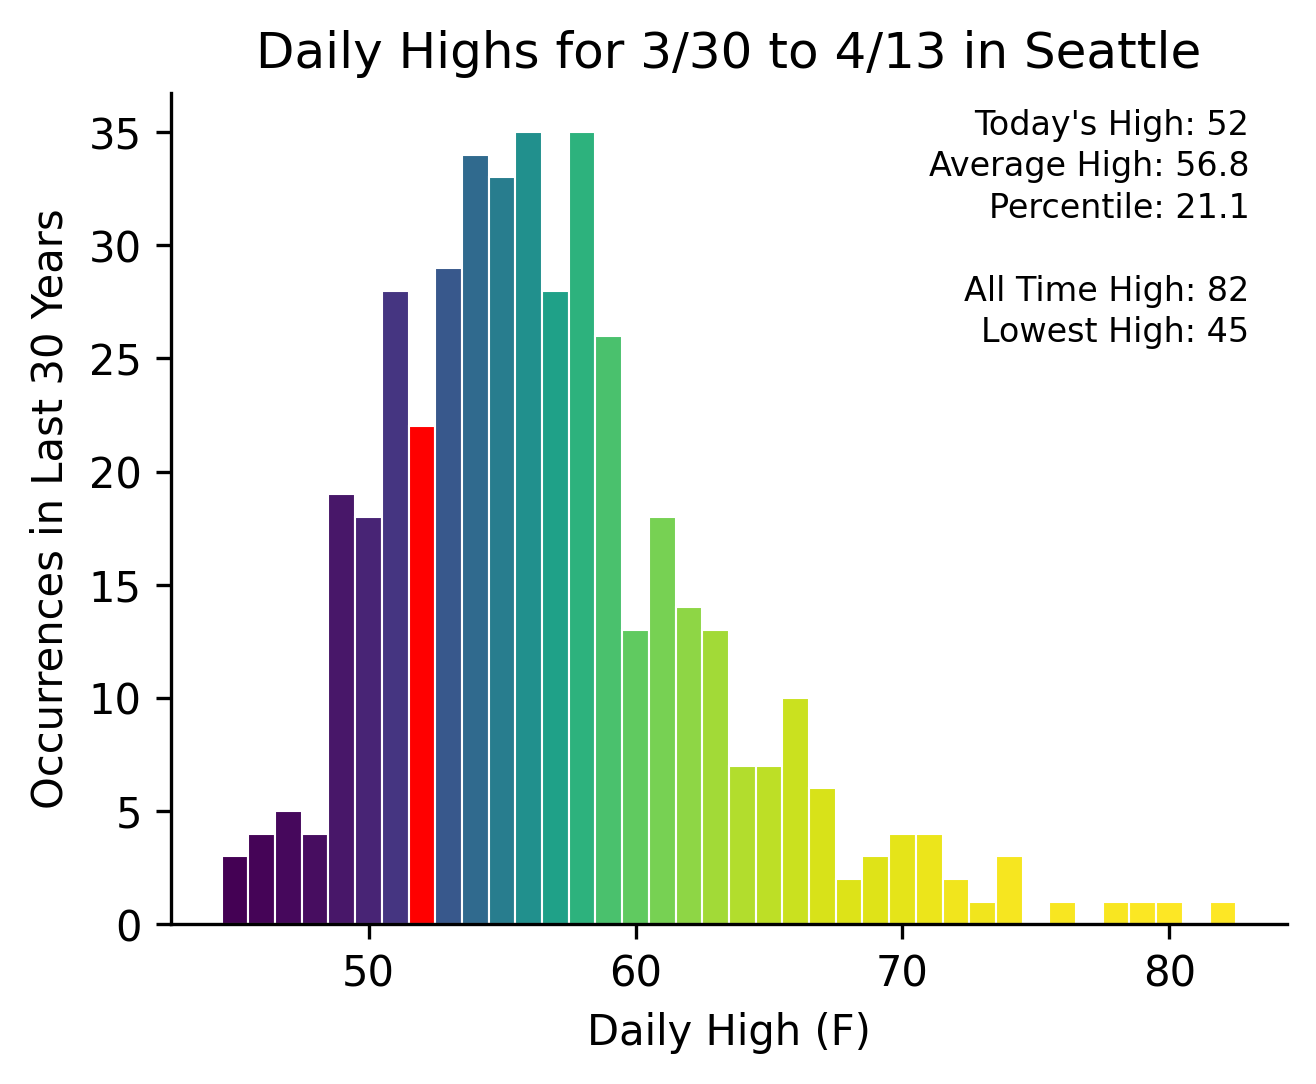 Daily Highs for 3/30 to 4/13 in Seattle
Today's High: 52
Average High: 56.8
Percentile: 21.1
All Time High: 82
Lowest High: 45
Occurrences in Last 30 Years
35
30
25
20
15
10
5
0
50 60 70 80
Daily High (F)